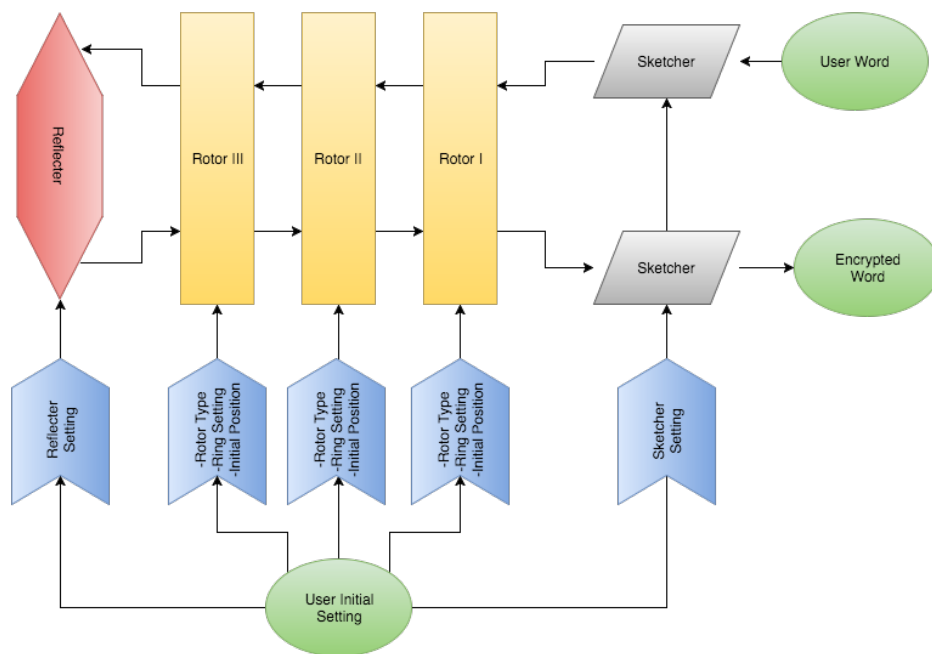 Sketcher
User Word
Reflecter
Rotor III
Rotor II
Rotor I
Sketcher
Encrypted
Word
Reflecter
Setting
-Rotor Type
-Ring Setting
-Initial Position
-Rotor Type
-Ring Setting
-Initial Position
-Rotor Type
-Ring Setting
-Initial Position
Sketcher
Setting
User Initial
Setting